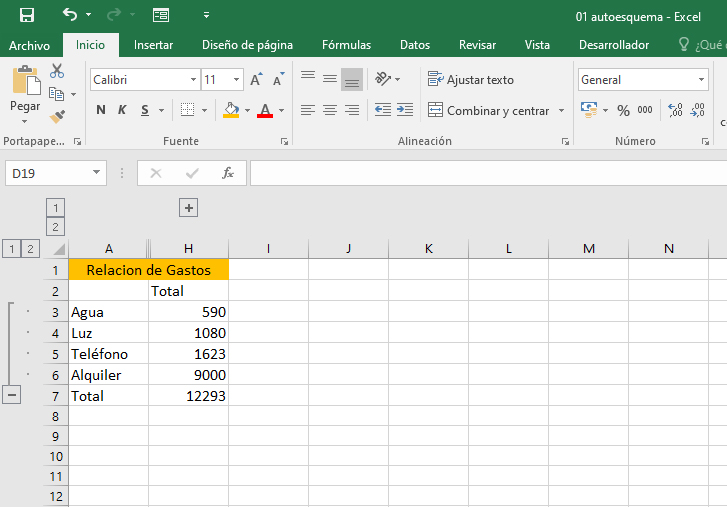 01 autoesquema - Excel
Archivo Inicio Insertar Diseño de página Fórmulas Datos Revisar Vista Desarrollador ¿Qué
Calibri 11 A A Ajustar texto General
Pegar N K S A Combinar y centrar % 000
Portapape... Fuente Alineación Número
D19 fx
1
2
1 2 A H I J K L M N
1 Relacion de Gastos
2 Total
3 Agua 590
4 Luz 1080
5 Teléfono 1623
6 Alquiler 9000
7 Total 12293
8
9
10
11
12